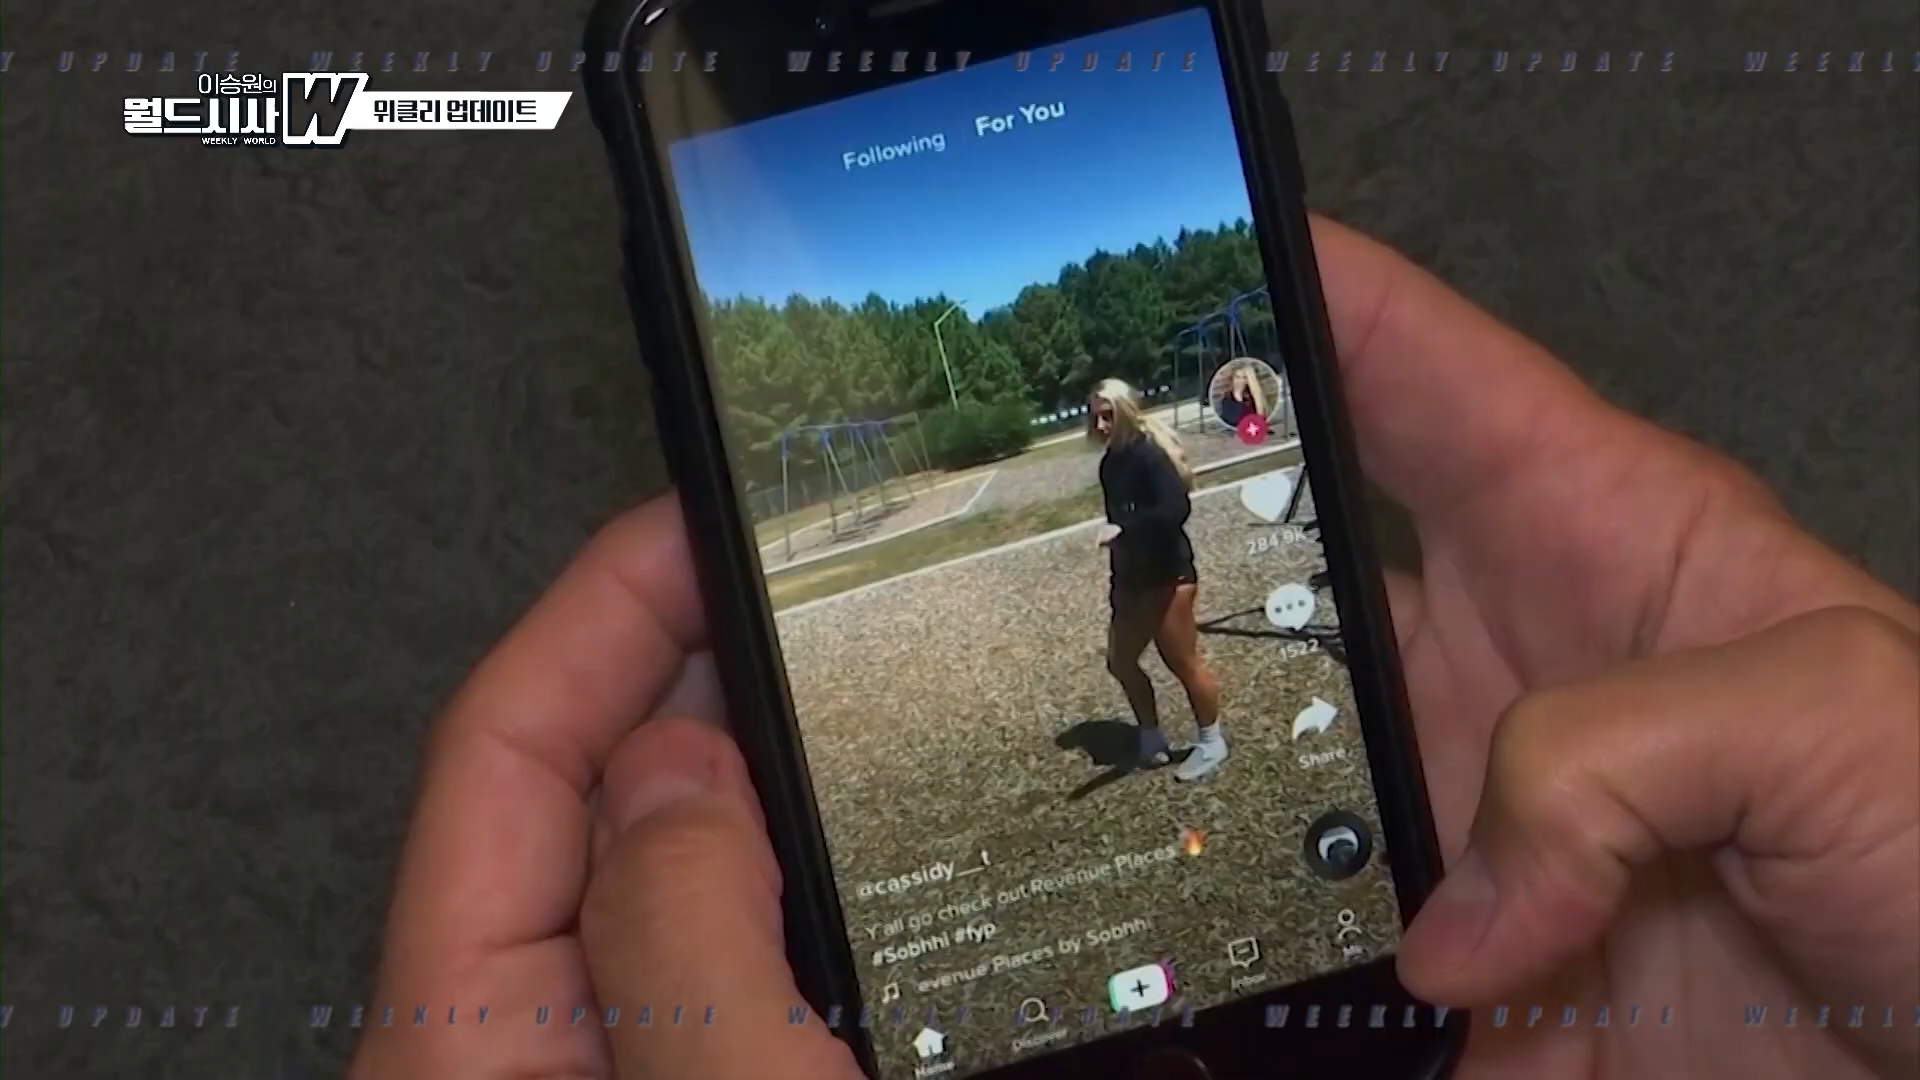 UPDATE WEEKLY UPDATE WEEKLY UPDATE WEEKLY UPDATE WEEKLY
이승원의
월드시사 W
WEEKLY WORLD
위클리 업데이트
Following For You
284.9K
1522
Share
@cassidy__t
Y'all go check out Revenue Places 🔥
#Sobhhi #fyp
evenue Places by Sobhhi
Home Discover Inbox Me
UPDATE WEEKLY UPDATE WEEKLY UPDATE WEEKLY UPDATE WEEKLY